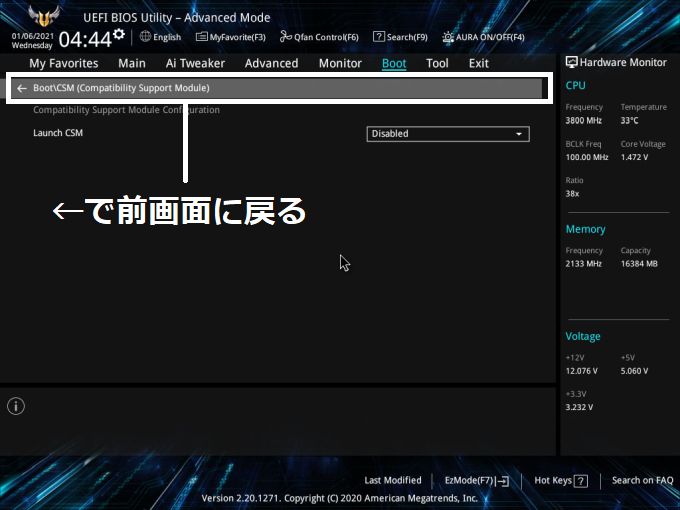 UEFI BIOS Utility – Advanced Mode
01/06/2021
Wednesday
04:44
English
MyFavorite(F3)
Qfan Control(F6)
Search(F9)
AURA ON/OFF(F4)
My Favorites Main Ai Tweaker Advanced Monitor Boot Tool Exit
← Boot\CSM (Compatibility Support Module)
Compatibility Support Module Configuration
Launch CSM Disabled
←で前画面に戻る
Hardware Monitor
CPU
Frequency Temperature
3800 MHz 33°C
BCLK Freq Core Voltage
100.00 MHz 1.472 V
Ratio
38x
Memory
Frequency Capacity
2133 MHz 16384 MB
Voltage
+12V +5V
12.076 V 5.060 V
+3.3V
3.232 V
Last Modified EzMode(F7) Hot Keys ? Search on FAQ
Version 2.20.1271. Copyright (C) 2020 American Megatrends, Inc.